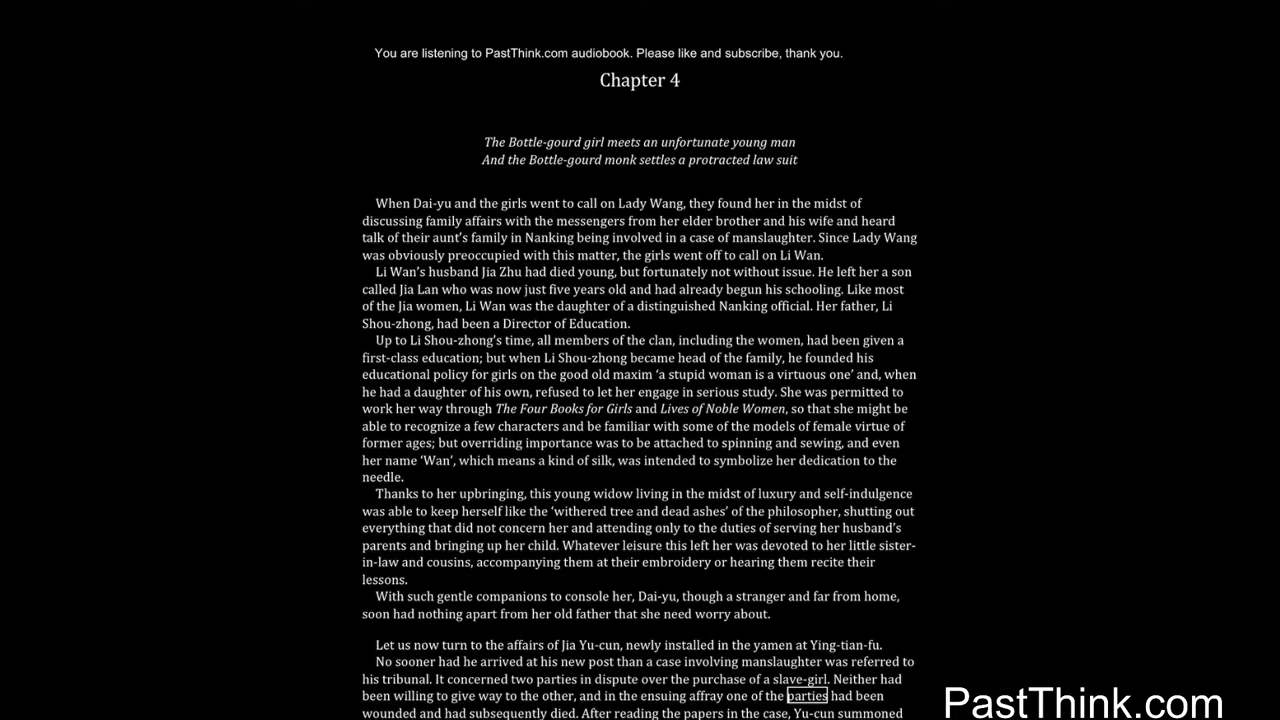 You are listening to PastThink.com audiobook. Please like and subscribe, thank you.
Chapter 4
The Bottle-gourd girl meets an unfortunate young man
And the Bottle-gourd monk settles a protracted law suit
When Dai-yu and the girls went to call on Lady Wang, they found her in the midst of
discussing family affairs with the messengers from her elder brother and his wife and heard
talk of their aunt’s family in Nanking being involved in a case of manslaughter. Since Lady Wang
was obviously preoccupied with this matter, the girls went off to call on Li Wan.
Li Wan’s husband Jia Zhu had died young, but fortunately not without issue. He left her a son
called Jia Lan who was now just five years old and had already begun his schooling. Like most
of the Jia women, Li Wan was the daughter of a distinguished Nanking official. Her father, Li
Shou-zhong, had been a Director of Education.
Up to Li Shou-zhong’s time, all members of the clan, including the women, had been given a
first-class education; but when Li Shou-zhong became head of the family, he founded his
educational policy for girls on the good old maxim ‘a stupid woman is a virtuous one’ and, when
he had a daughter of his own, refused to let her engage in serious study. She was permitted to
work her way through The Four Books for Girls and Lives of Noble Women, so that she might be
able to recognize a few characters and be familiar with some of the models of female virtue of
former ages; but overriding importance was to be attached to spinning and sewing, and even
her name ‘Wan’, which means a kind of silk, was intended to symbolize her dedication to the
needle.
Thanks to her upbringing, this young widow living in the midst of luxury and self-indulgence
was able to keep herself like the ‘withered tree and dead ashes’ of the philosopher, shutting out
everything that did not concern her and attending only to the duties of serving her husband’s
parents and bringing up her child. Whatever leisure this left her was devoted to her little sister-
in-law and cousins, accompanying them at their embroidery or hearing them recite their
lessons.
With such gentle companions to console her, Dai-yu, though a stranger and far from home,
soon had nothing apart from her old father that she need worry about.
Let us now turn to the affairs of Jia Yu-cun, newly installed in the yamen at Ying-tian-fu.
No sooner had he arrived at his new post than a case involving manslaughter was referred to
his tribunal. It concerned two parties in dispute over the purchase of a slave-girl. Neither had
been willing to give way to the other, and in the ensuing affray one of the parties had been
wounded and had subsequently died. After reading the papers in the case, Yu-cun summoned
PastThink.com